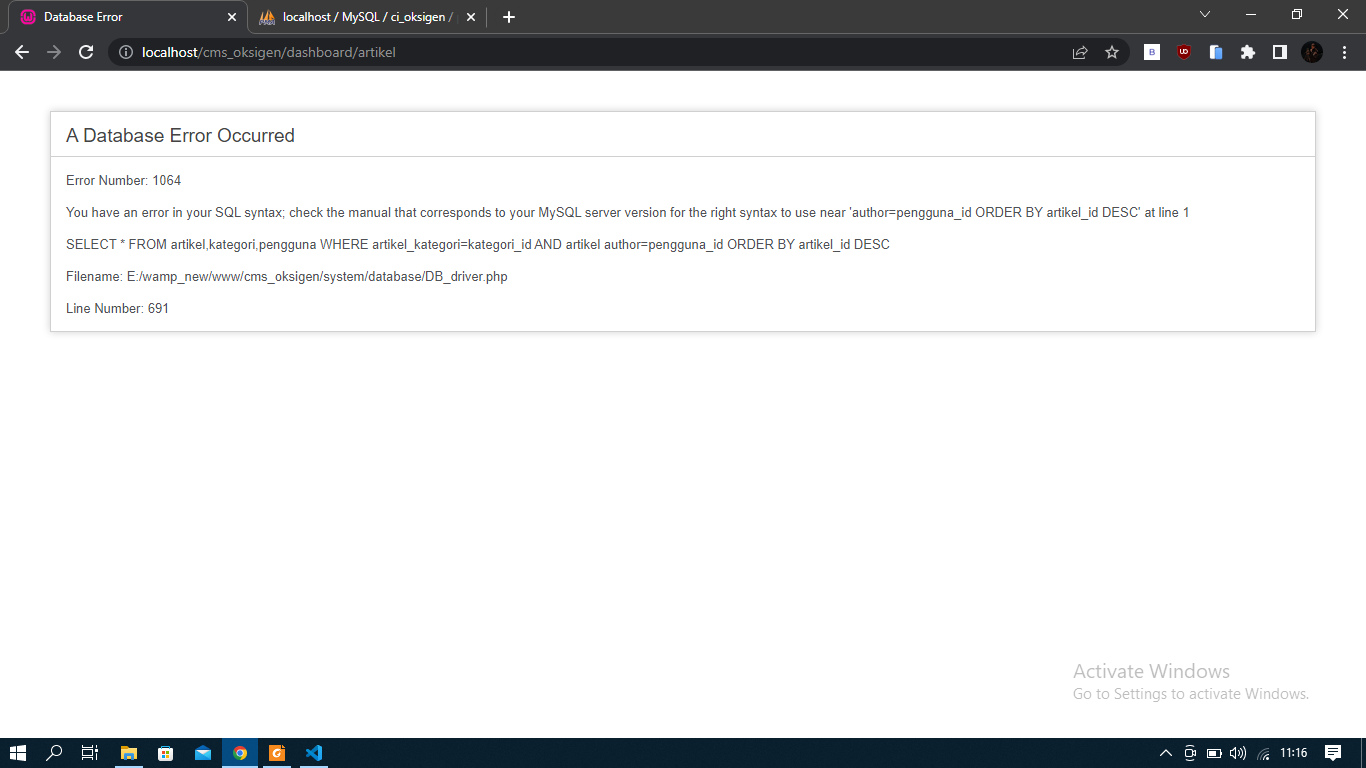 Database Error
localhost / MySQL / ci_oksigen /
localhost/cms_oksigen/dashboard/artikel
B
UD
A Database Error Occurred
Error Number: 1064
You have an error in your SQL syntax; check the manual that corresponds to your MySQL server version for the right syntax to use near 'author=pengguna_id ORDER BY artikel_id DESC' at line 1
SELECT * FROM artikel,kategori,pengguna WHERE artikel_kategori=kategori_id AND artikel author=pengguna_id ORDER BY artikel_id DESC
Filename: E:/wamp_new/www/cms_oksigen/system/database/DB_driver.php
Line Number: 691
Activate Windows
Go to Settings to activate Windows.
11:16